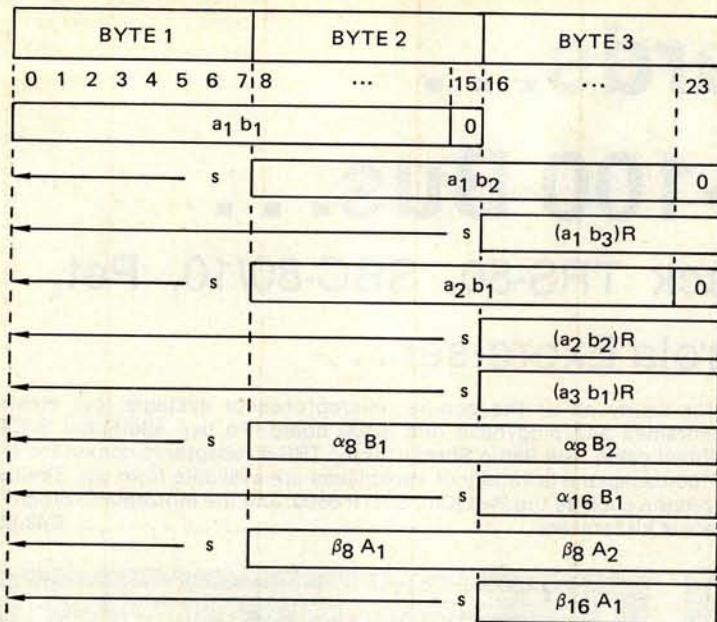 BYTE 1 BYTE 2 BYTE 3
0 1 2 3 4 5 6 7 8 ... 15 16 ... 23
a₁ b₁ 0
s a₁ b₂ 0
s (a₁ b₃)R
s a₂ b₁ 0
s (a₂ b₂)R
s (a₃ b₁)R
s α₈ B₁ α₈ B₂
s α₁₆ B₁
s β₈ A₁ β₈ A₂
s β₁₆ A₁